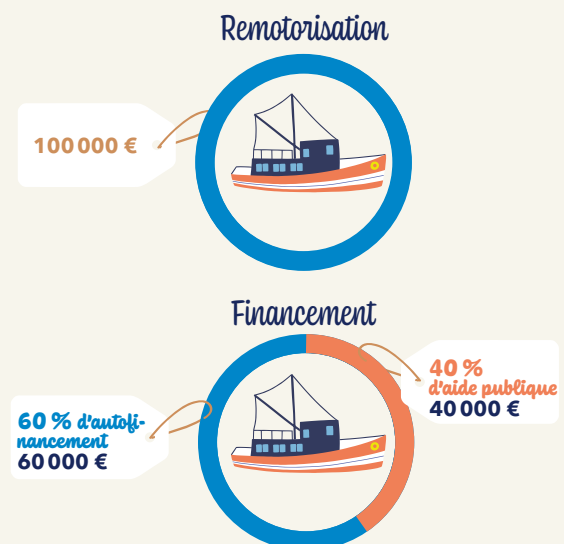 Remotorisation
100 000 €
Financement
40 %
d'aide publique
40 000 €
60 % d'autofi-
nancement
60 000 €